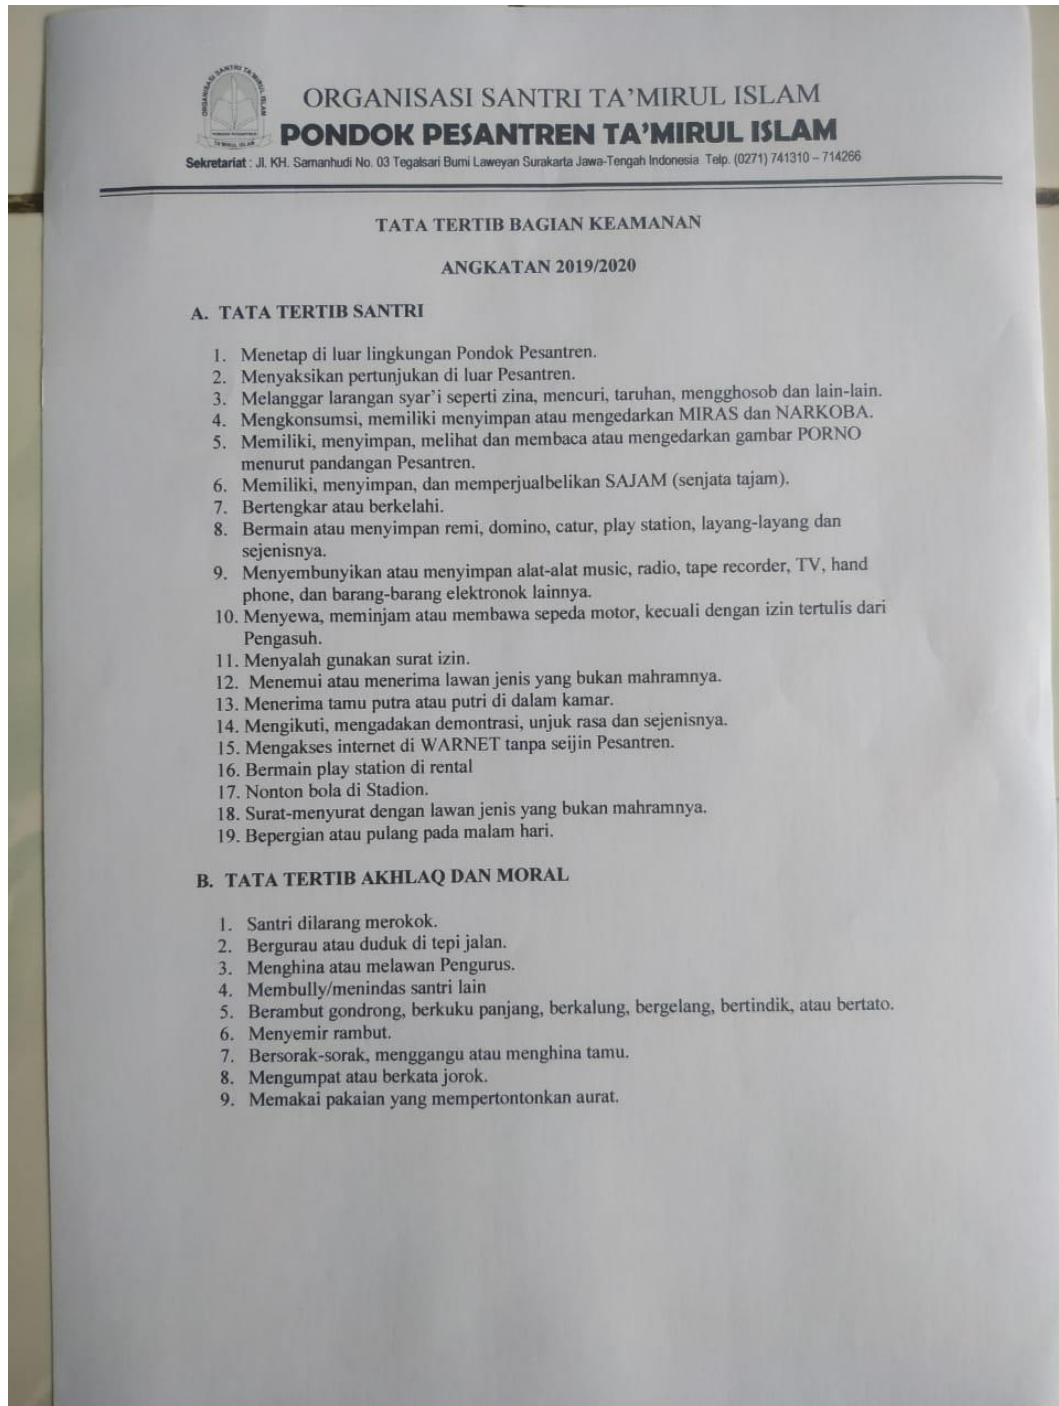 ORGANISASI SANTRI TA'MIRUL ISLAM
ORGANISASI SANTRI TA'MIRUL ISLAM
PONDOK PESANTREN TA'MIRUL ISLAM
Sekretariat : Jl. KH. Samanhudi No. 03 Tegalsari Bumi Laweyan Surakarta Jawa-Tengah Indonesia Telp. (0271) 741310 – 714266
TATA TERTIB BAGIAN KEAMANAN
ANGKATAN 2019/2020
A. TATA TERTIB SANTRI
1. Menetap di luar lingkungan Pondok Pesantren.
2. Menyaksikan pertunjukan di luar Pesantren.
3. Melanggar larangan syar'i seperti zina, mencuri, taruhan, mengghosob dan lain-lain.
4. Mengkonsumsi, memiliki menyimpan atau mengedarkan MIRAS dan NARKOBA.
5. Memiliki, menyimpan, melihat dan membaca atau mengedarkan gambar PORNO
menurut pandangan Pesantren.
6. Memiliki, menyimpan, dan memperjualbelikan SAJAM (senjata tajam).
7. Bertengkar atau berkelahi.
8. Bermain atau menyimpan remi, domino, catur, play station, layang-layang dan
sejenisnya.
9. Menyembunyikan atau menyimpan alat-alat music, radio, tape recorder, TV, hand
phone, dan barang-barang elektronok lainnya.
10. Menyewa, meminjam atau membawa sepeda motor, kecuali dengan izin tertulis dari
Pengasuh.
11. Menyalah gunakan surat izin.
12. Menemui atau menerima lawan jenis yang bukan mahramnya.
13. Menerima tamu putra atau putri di dalam kamar.
14. Mengikuti, mengadakan demontrasi, unjuk rasa dan sejenisnya.
15. Mengakses internet di WARNET tanpa seijin Pesantren.
16. Bermain play station di rental
17. Nonton bola di Stadion.
18. Surat-menyurat dengan lawan jenis yang bukan mahramnya.
19. Bepergian atau pulang pada malam hari.
B. TATA TERTIB AKHLAQ DAN MORAL
1. Santri dilarang merokok.
2. Bergurau atau duduk di tepi jalan.
3. Menghina atau melawan Pengurus.
4. Membully/menindas santri lain
5. Berambut gondrong, berkuku panjang, berkalung, bergelang, bertindik, atau bertato.
6. Menyemir rambut.
7. Bersorak-sorak, menggangu atau menghina tamu.
8. Mengumpat atau berkata jorok.
9. Memakai pakaian yang mempertontonkan aurat.